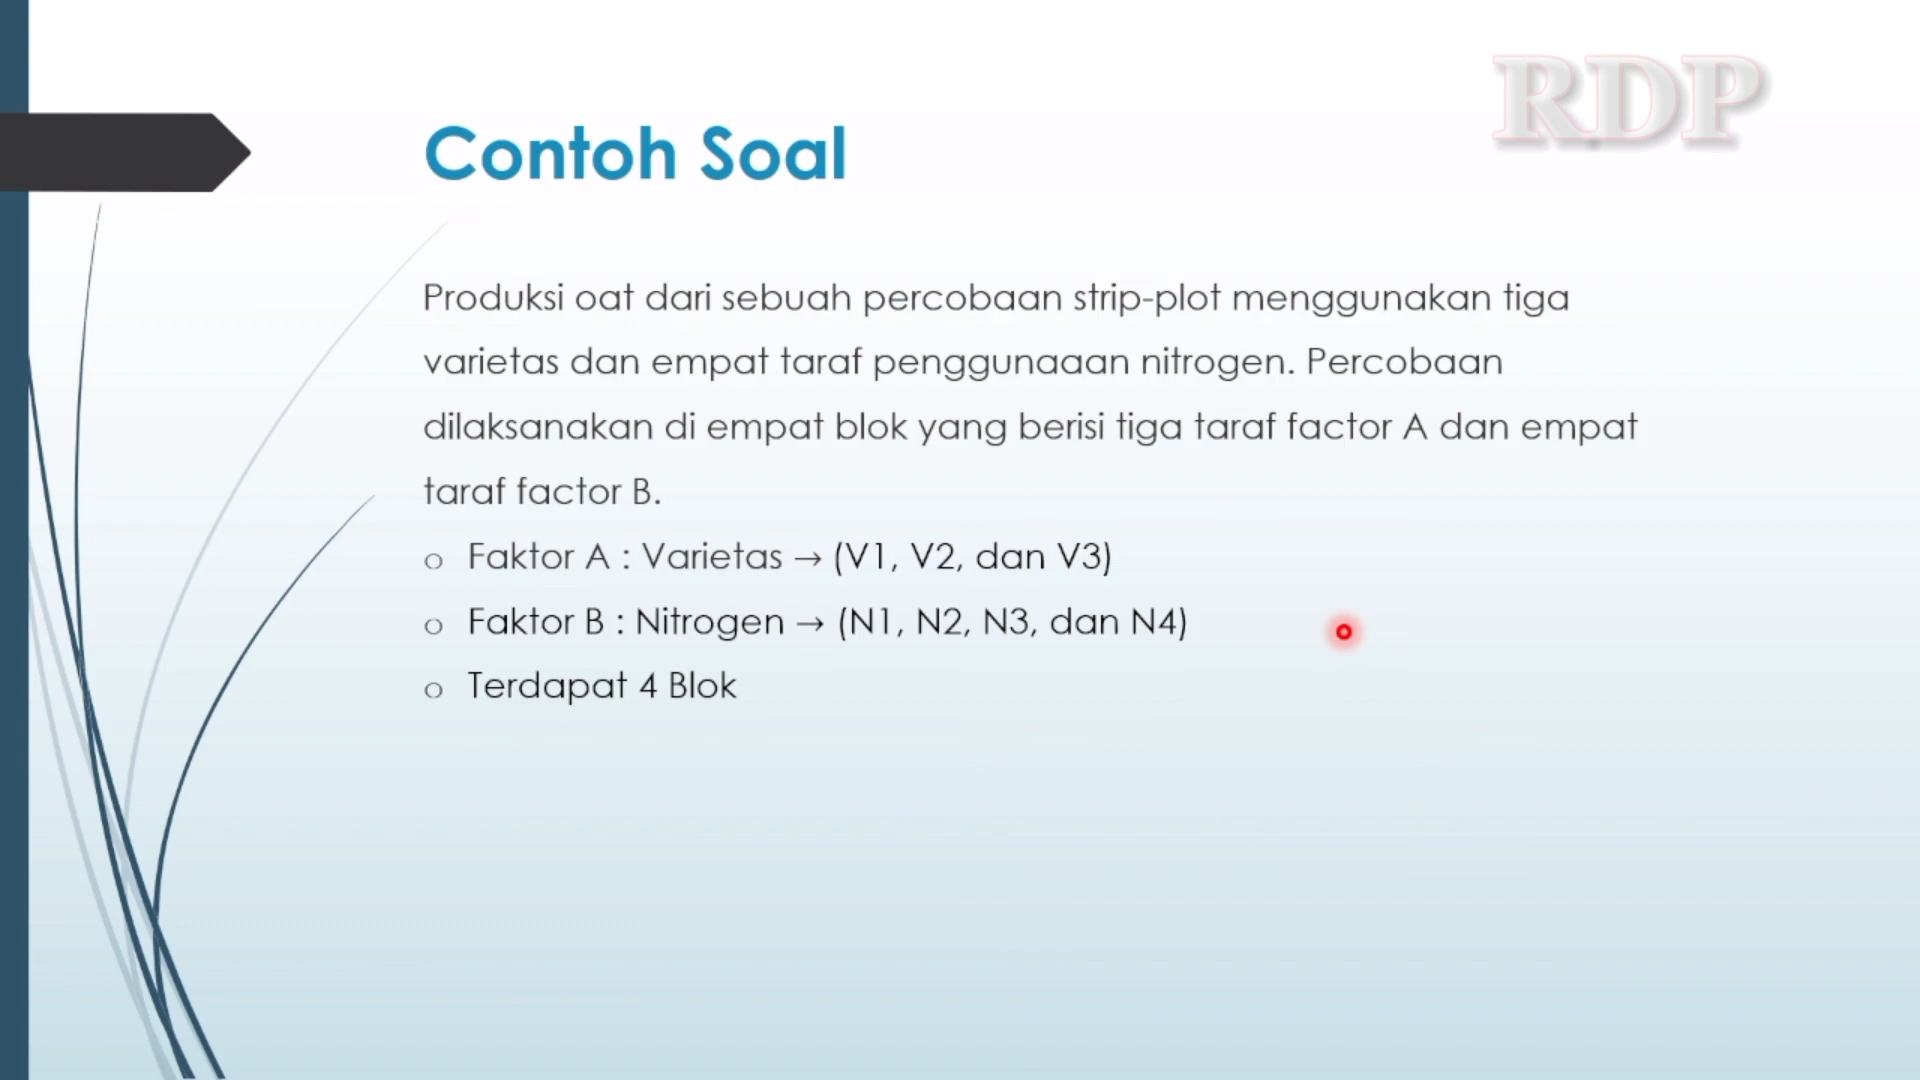 RDP
Contoh Soal
Produksi oat dari sebuah percobaan strip-plot menggunakan tiga
varietas dan empat taraf penggunaaan nitrogen. Percobaan
dilaksanakan di empat blok yang berisi tiga taraf factor A dan empat
taraf factor B.
o Faktor A : Varietas → (V1, V2, dan V3)
o Faktor B : Nitrogen → (N1, N2, N3, dan N4)
o Terdapat 4 Blok